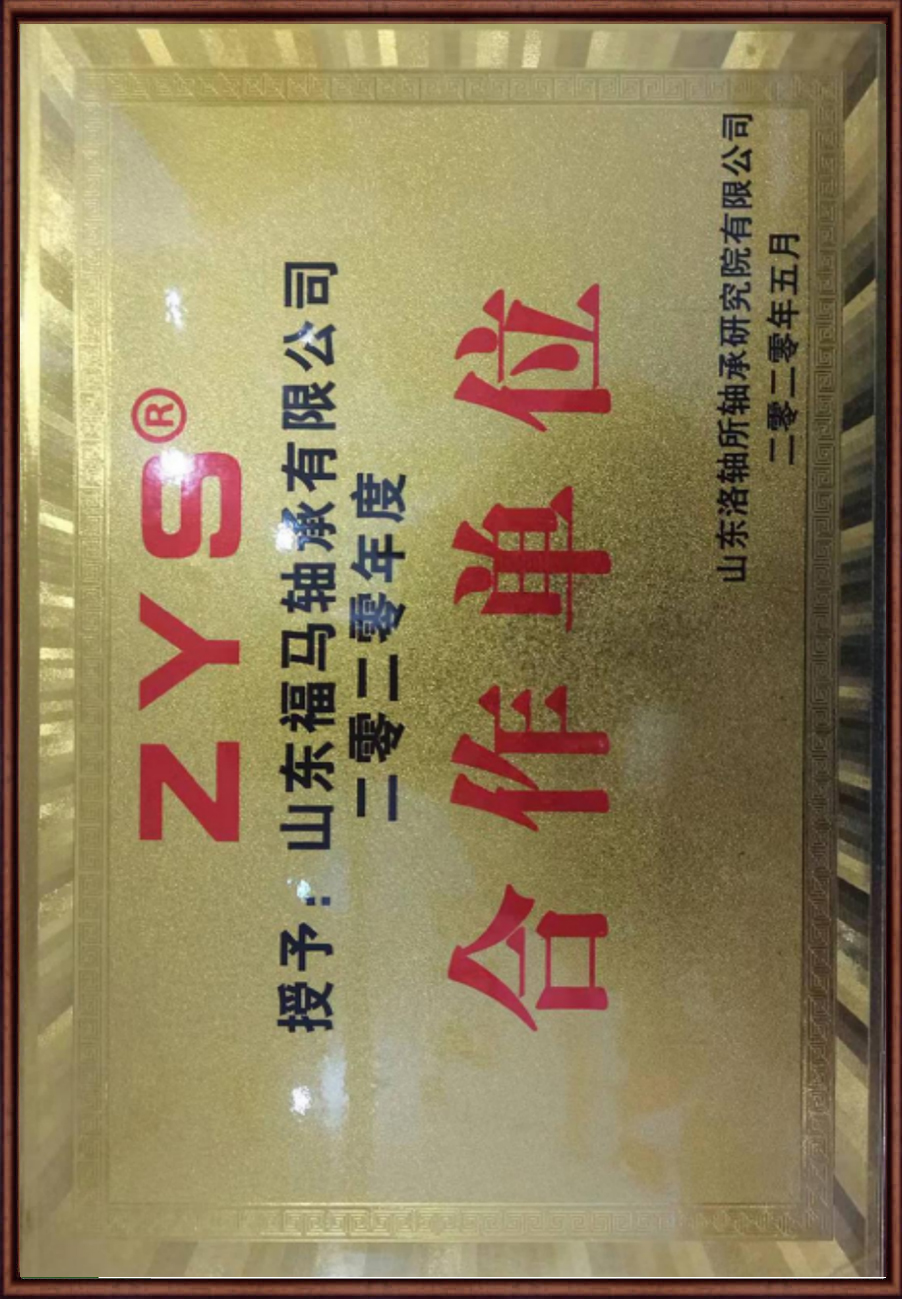 ZYS®
授予：山东福马轴承有限公司
二零二零年度
合作单位
山东洛轴所轴承研究院有限公司
二零二零年五月